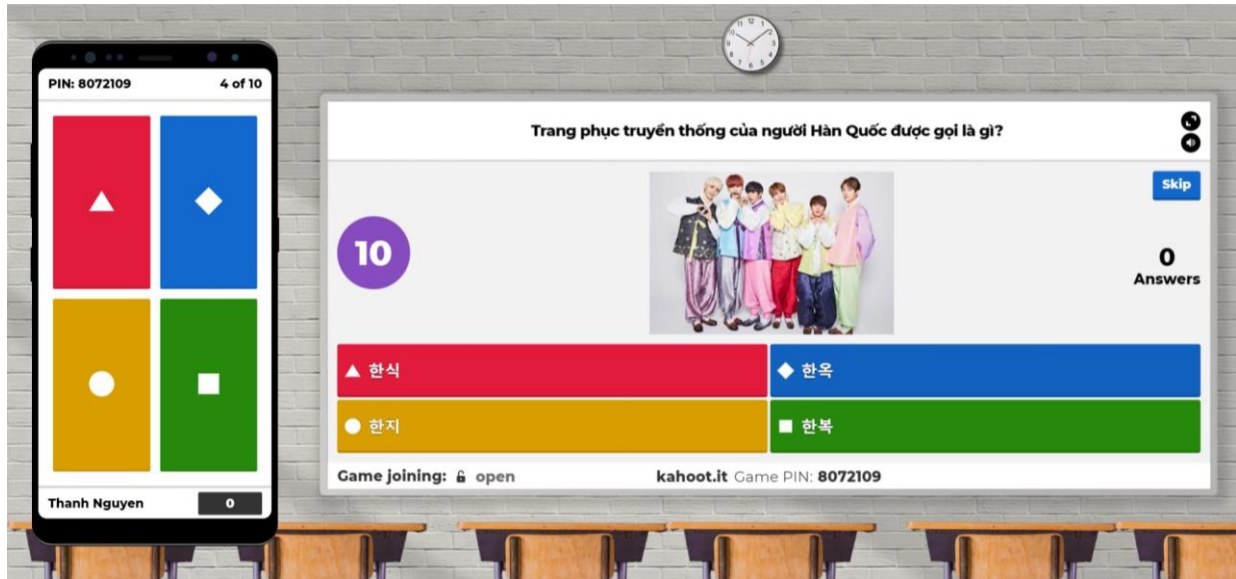 PIN: 8072109 4 of 10
Thanh Nguyen 0
Trang phục truyền thống của người Hàn Quốc được gọi là gì?
Skip
10
0
Answers
한식
한옥
한지
한복
Game joining: open kahoot.it Game PIN: 8072109